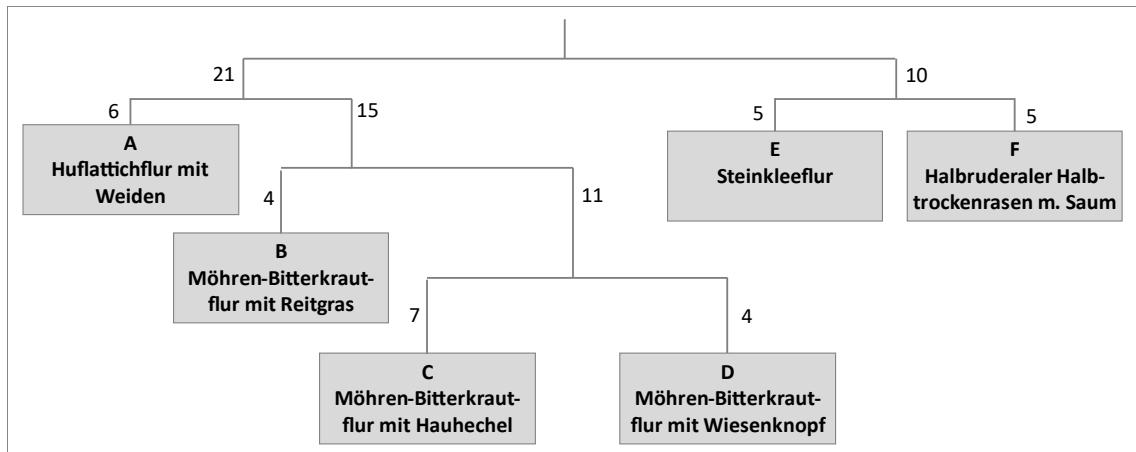 21
10
6
15
5
5
A
Huflattichflur mit
Weiden
E
Steinkleeflur
F
Halbruderaler Halb-
trockenrasen m. Saum
4
11
B
Möhren-Bitterkraut-
flur mit Reitgras
7
4
C
Möhren-Bitterkraut-
flur mit Hauhechel
D
Möhren-Bitterkraut-
flur mit Wiesenknopf